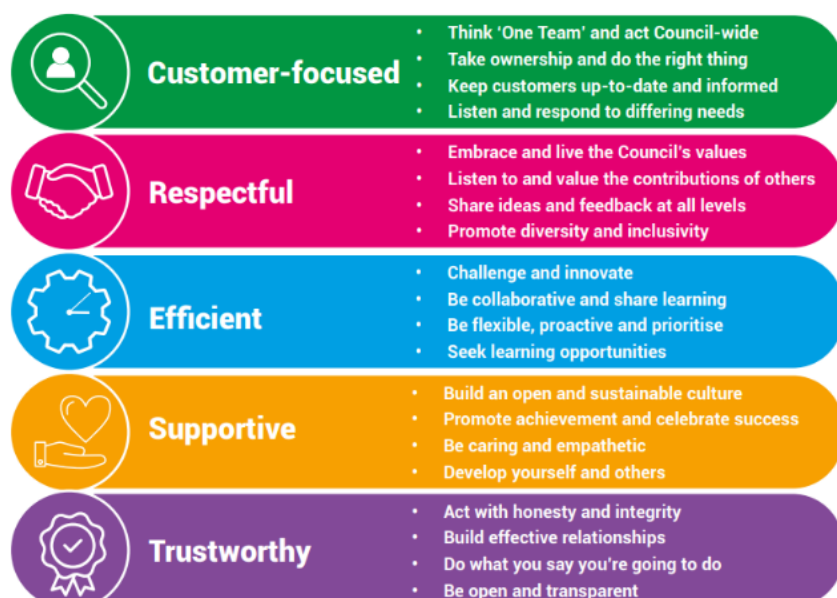 Customer-focused
• Think ‘One Team’ and act Council-wide
• Take ownership and do the right thing
• Keep customers up-to-date and informed
• Listen and respond to differing needs
Respectful
• Embrace and live the Council's values
• Listen to and value the contributions of others
• Share ideas and feedback at all levels
• Promote diversity and inclusivity
Efficient
• Challenge and innovate
• Be collaborative and share learning
• Be flexible, proactive and prioritise
• Seek learning opportunities
Supportive
• Build an open and sustainable culture
• Promote achievement and celebrate success
• Be caring and empathetic
• Develop yourself and others
Trustworthy
• Act with honesty and integrity
• Build effective relationships
• Do what you say you're going to do
• Be open and transparent